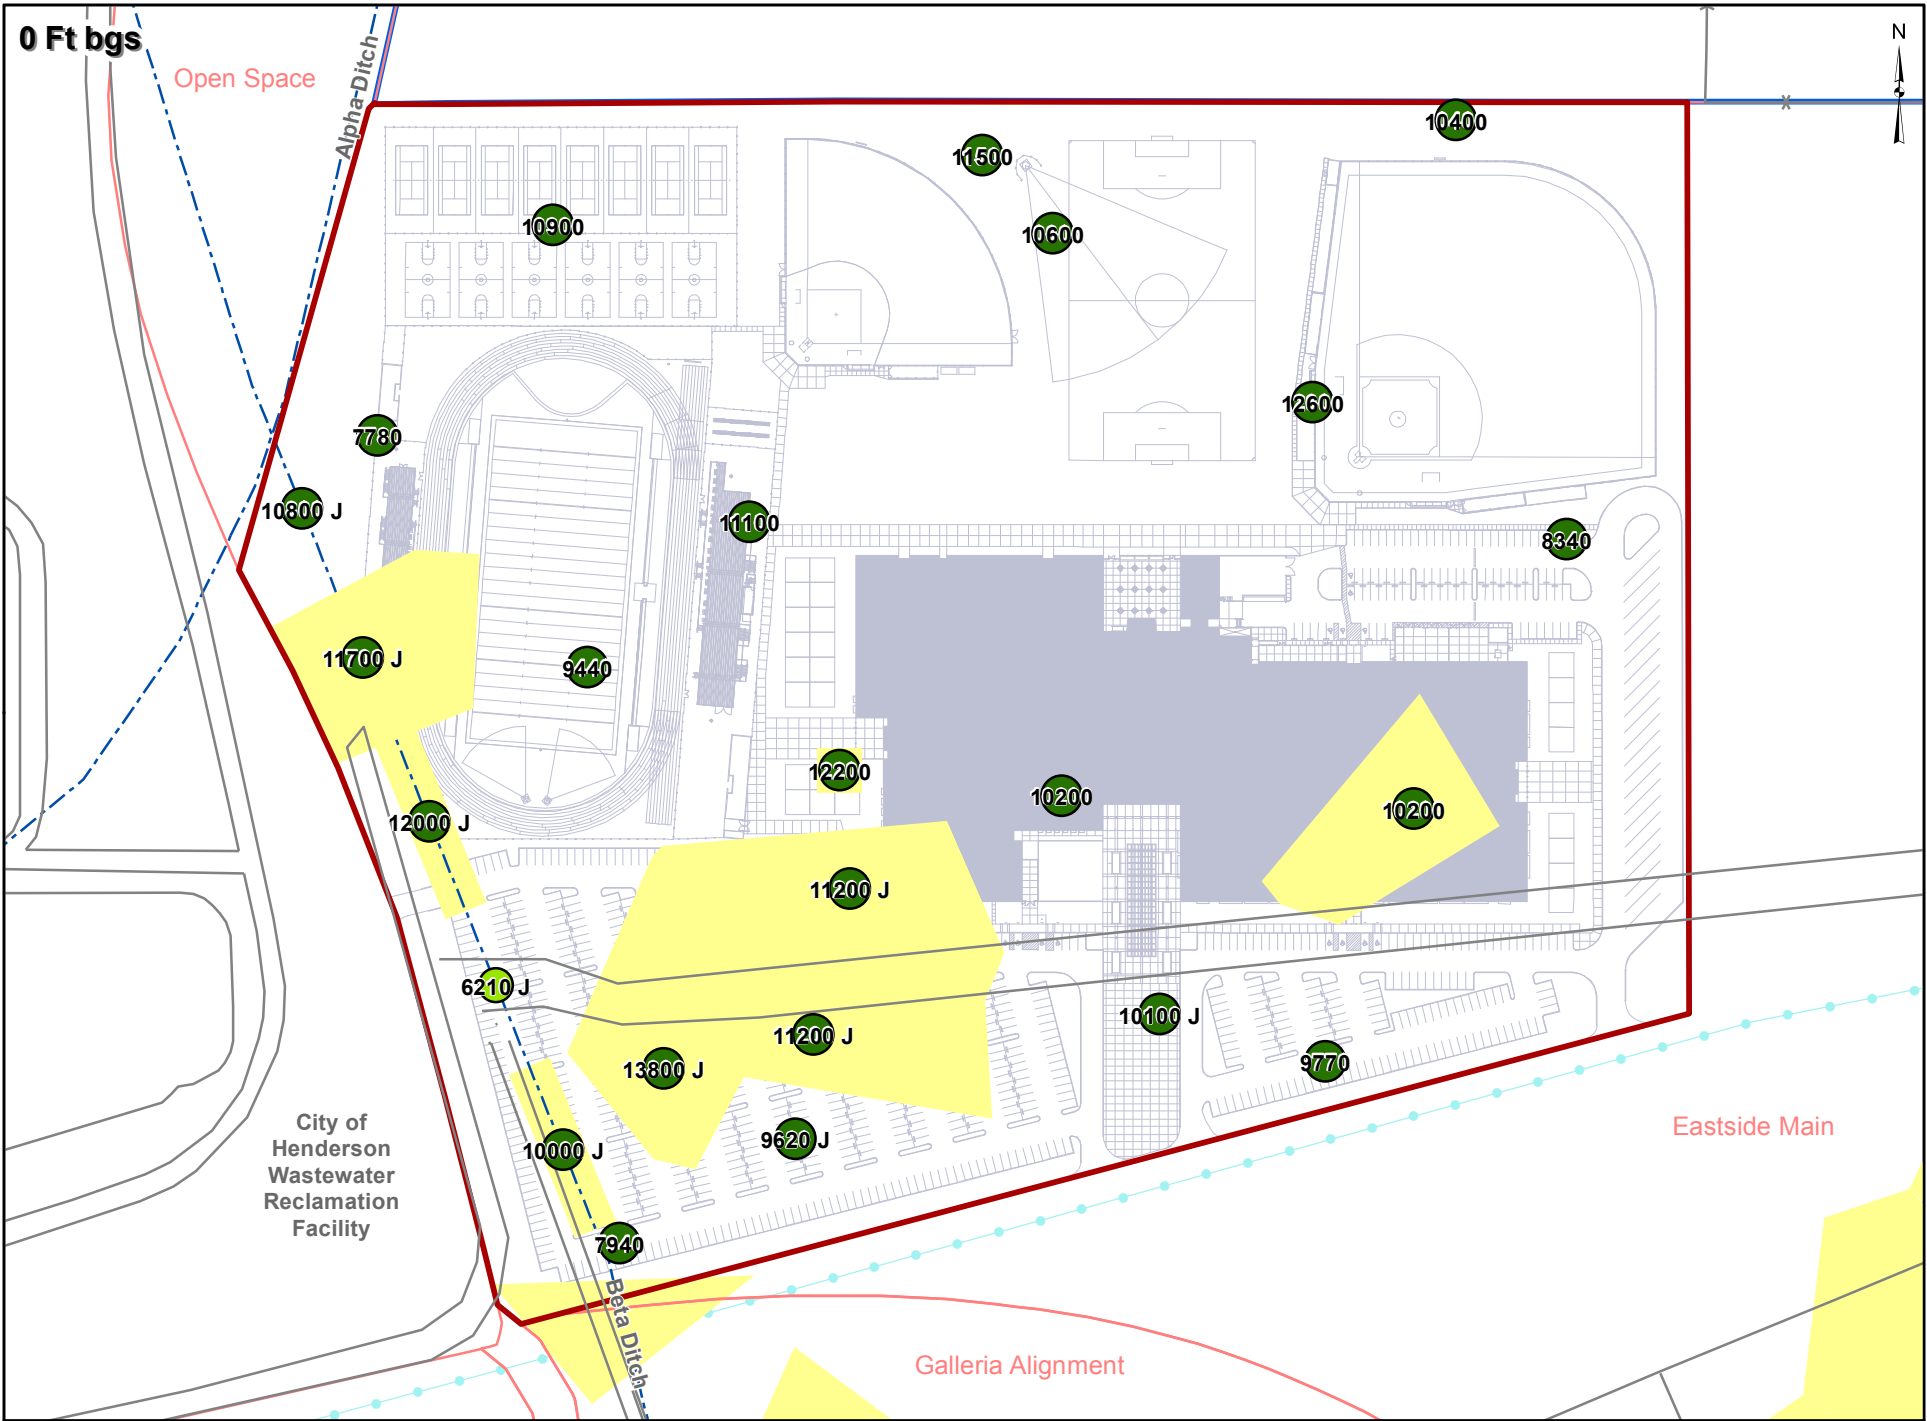 0 Ft bgs
N
Open Space
Alpha Ditch
10400
11500
10900
10600
12600
7780
10800 J
11100
8340
11700 J
9440
12200
10200
10200
12000 J
11200 J
6210 J
10100 J
11200 J
9770
13800 J
City of
Henderson
Wastewater
Reclamation
Facility
9620 J
10000 J
Eastside Main
7940
Beta Ditch
Galleria Alignment